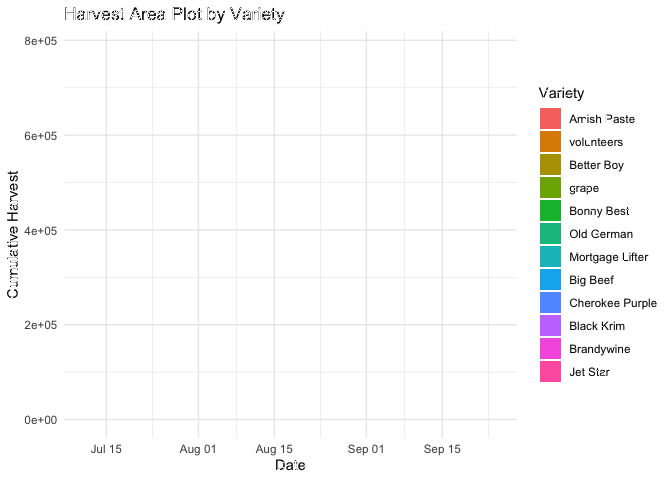 Harvest Area Plot by Variety
8e+05
6e+05
4e+05
2e+05
0e+00
Cumulative Harvest
Jul 15
Aug 01
Aug 15
Sep 01
Sep 15
Date
Variety
Amish Paste
volunteers
Better Boy
grape
Bonny Best
Old German
Mortgage Lifter
Big Beef
Cherokee Purple
Black Krim
Brandywine
Jet Star